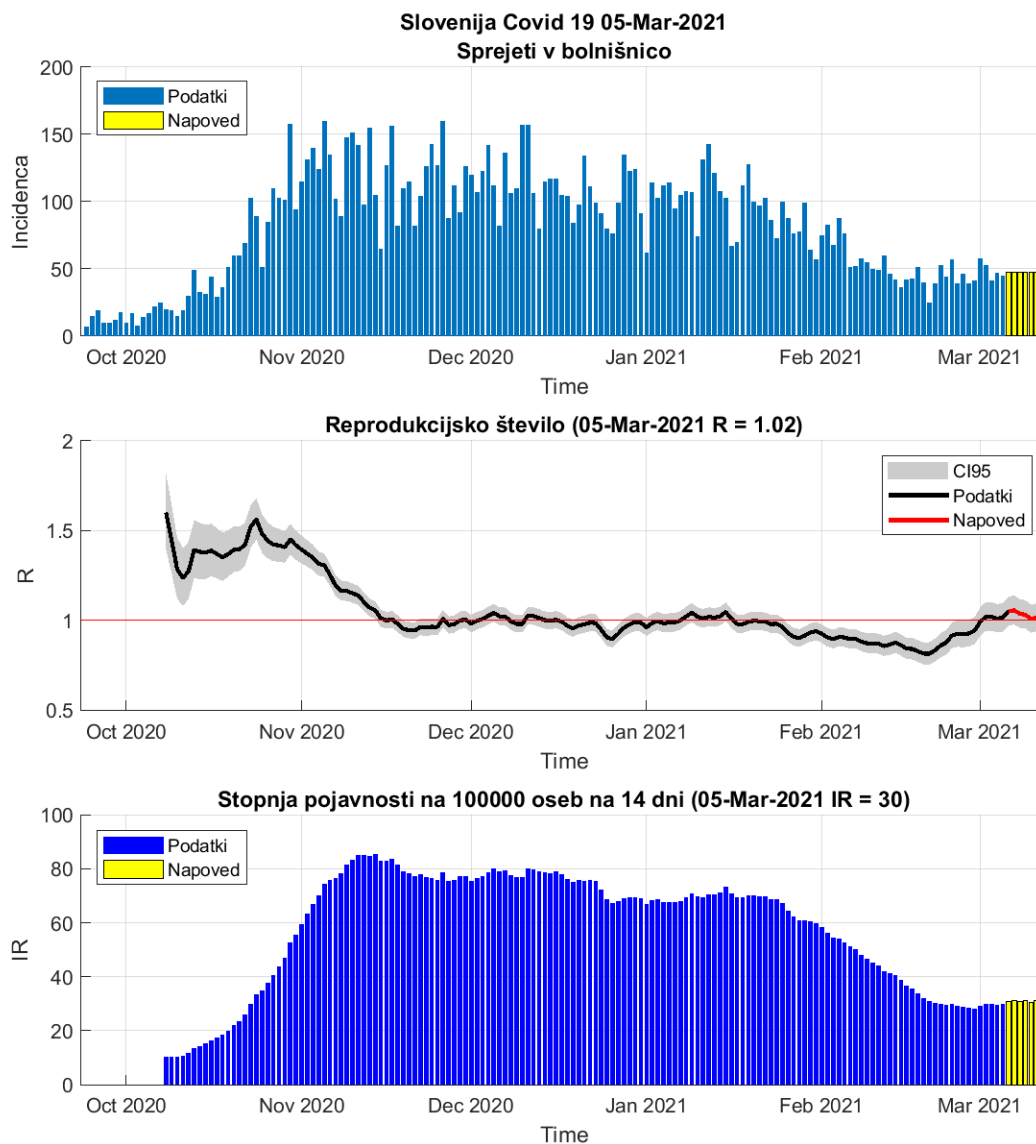 Slovenija Covid 19 05-Mar-2021
Sprejeti v bolnišnico
200
150
100
50
0
Incidenca
Podatki
Napoved
Oct 2020 Nov 2020 Dec 2020 Jan 2021 Feb 2021 Mar 2021
Time
Reprodukcijsko število (05-Mar-2021 R = 1.02)
2
1.5
1
0.5
R
CI95
Podatki
Napoved
Oct 2020 Nov 2020 Dec 2020 Jan 2021 Feb 2021 Mar 2021
Time
Stopnja pojavnosti na 100000 oseb na 14 dni (05-Mar-2021 IR = 30)
100
80
60
40
20
0
IR
Podatki
Napoved
Oct 2020 Nov 2020 Dec 2020 Jan 2021 Feb 2021 Mar 2021
Time